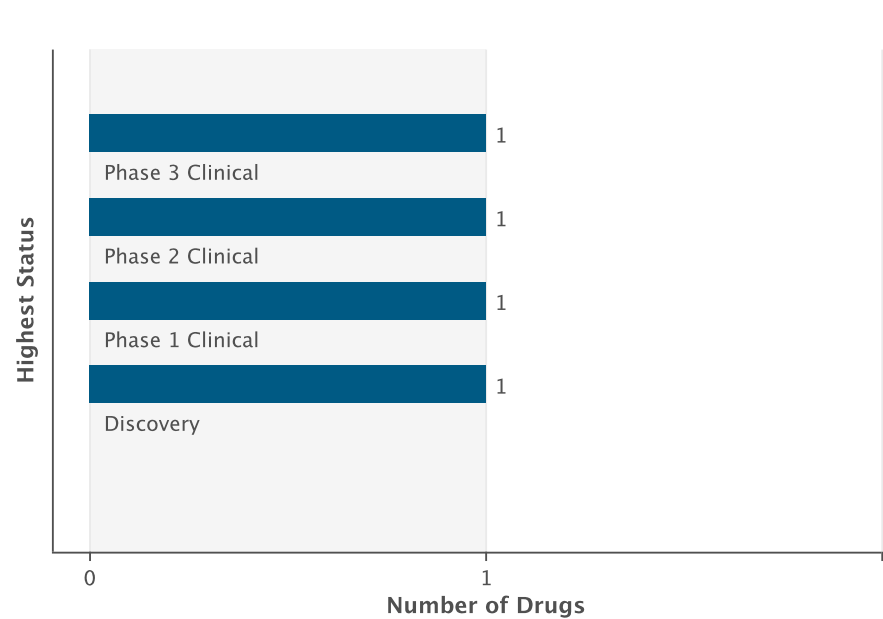 1
Phase 3 Clinical
1
Phase 2 Clinical
1
Phase 1 Clinical
1
Discovery
Highest Status
0 1
Number of Drugs